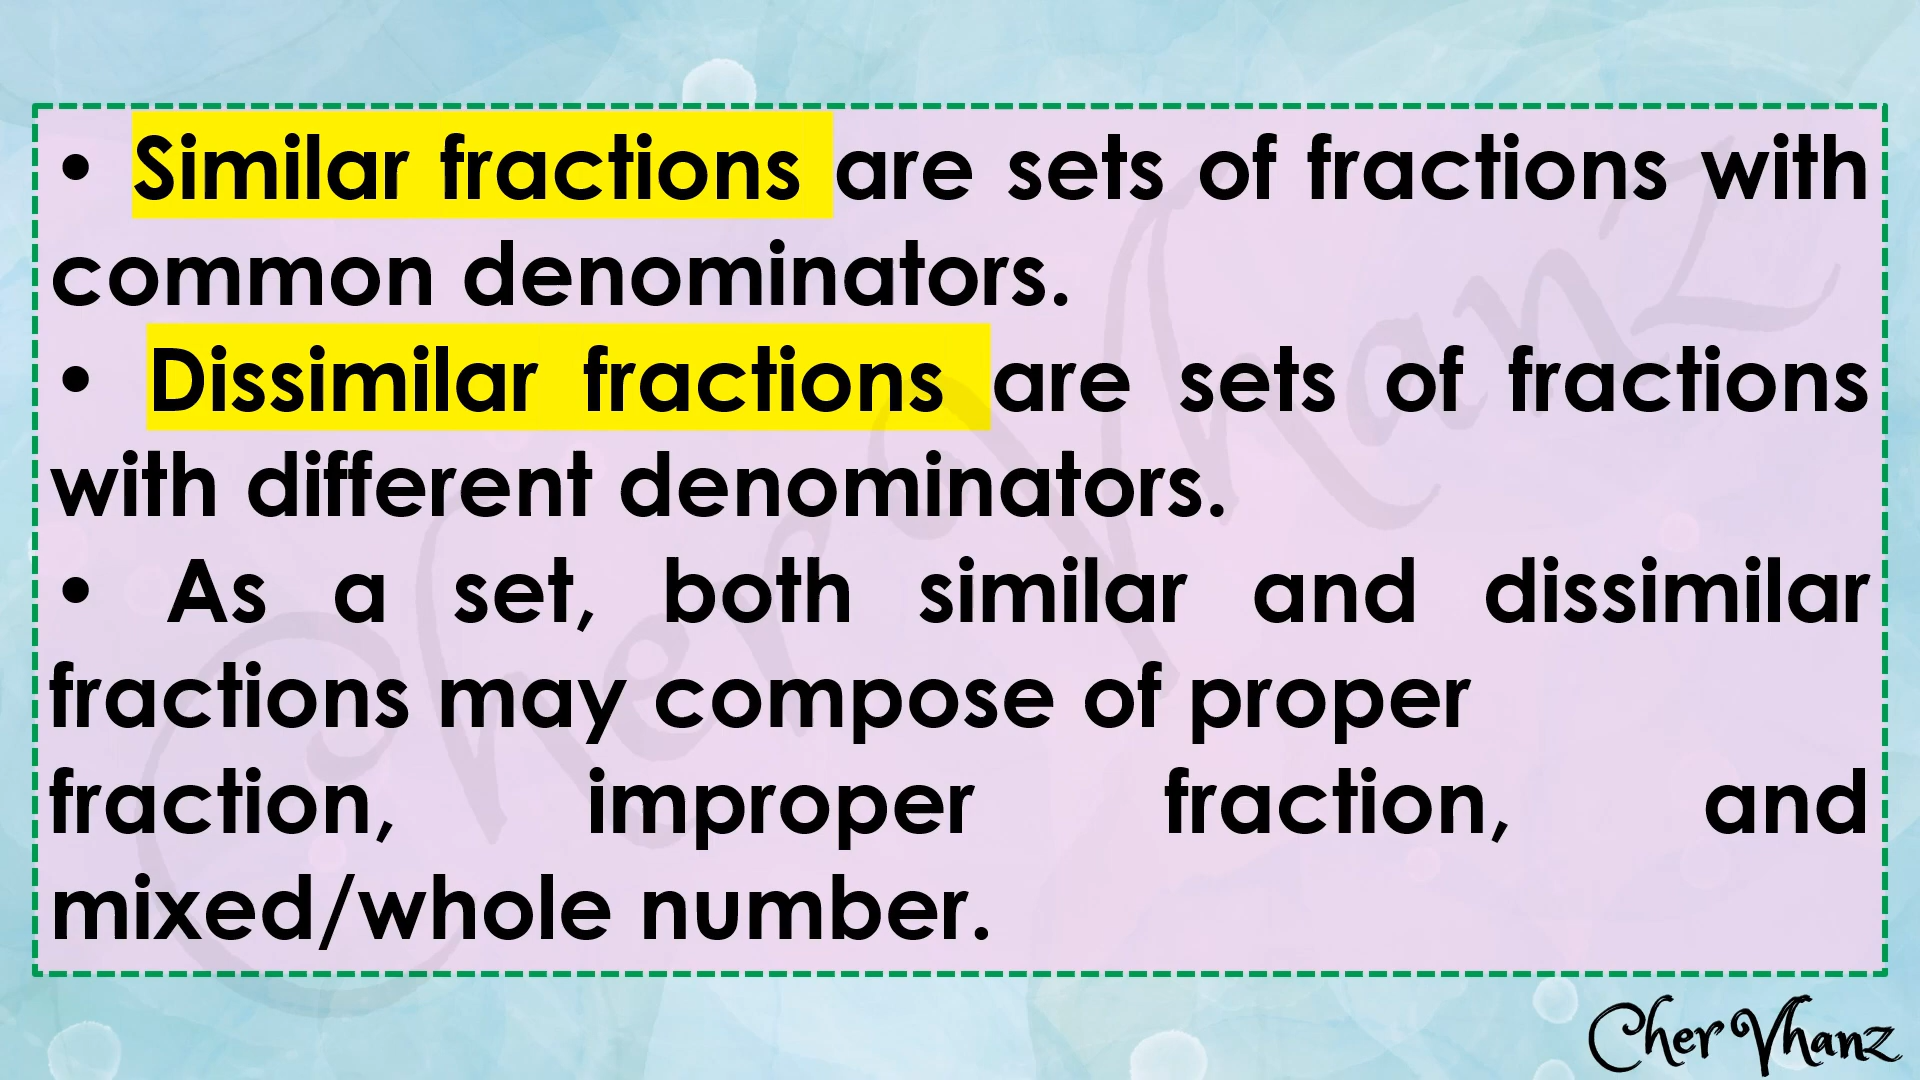 • Similar fractions are sets of fractions with
common denominators.
• Dissimilar fractions are sets of fractions
with different denominators.
• As a set, both similar and dissimilar
fractions may compose of proper
fraction, improper fraction, and
mixed/whole number.
Cher Vhanz
Cher Vhanz